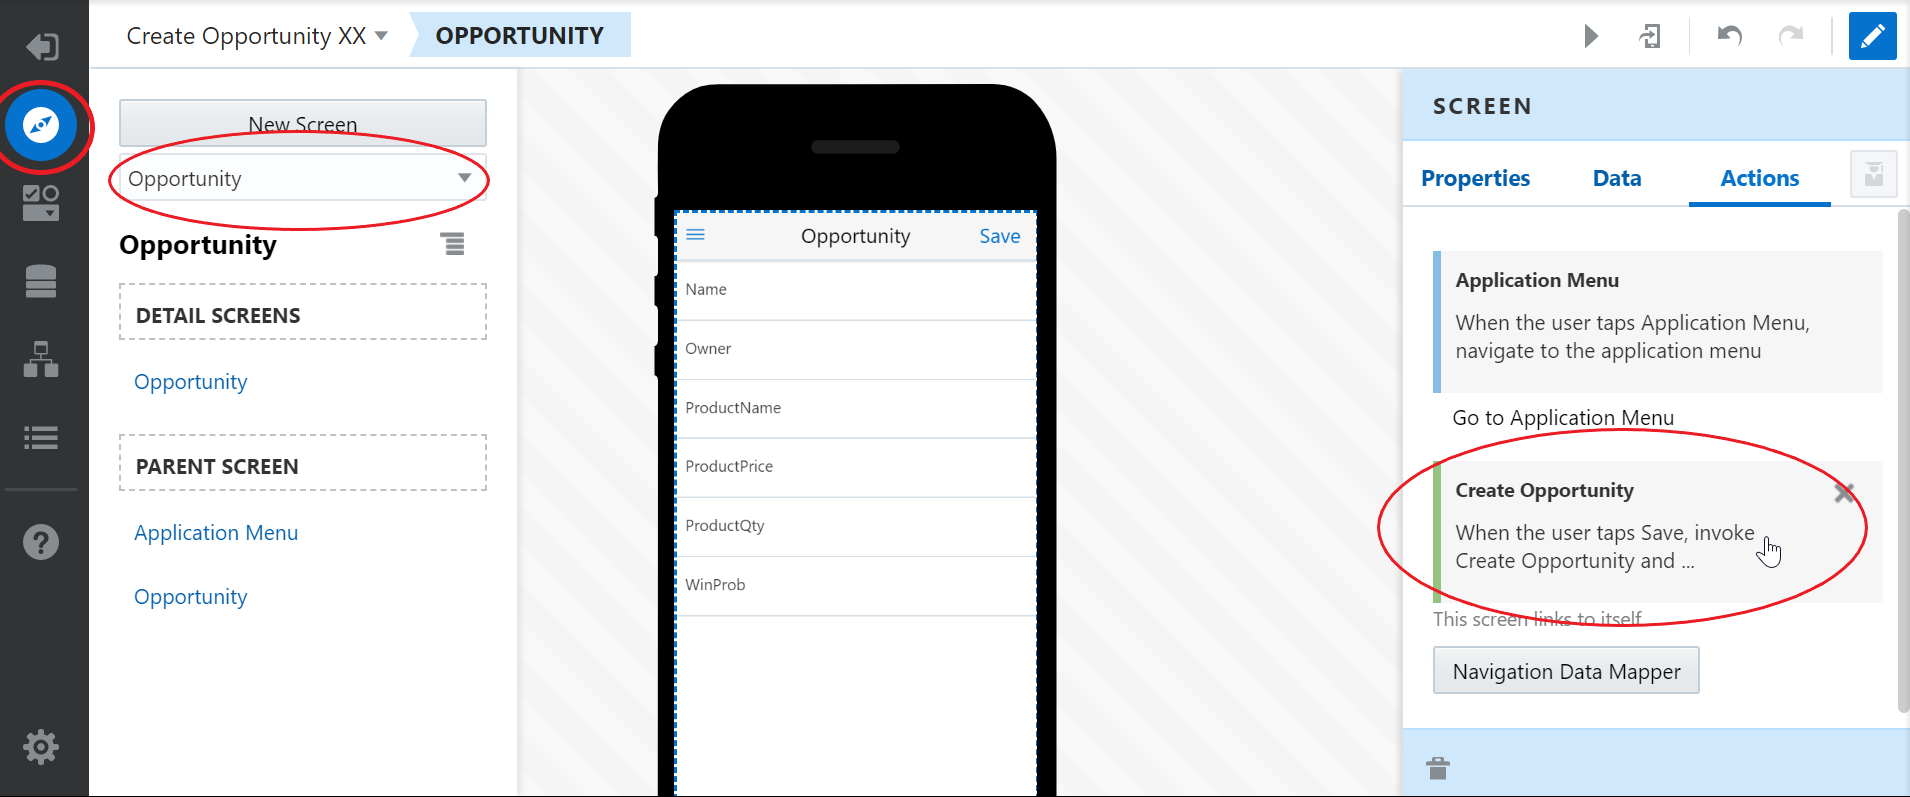 Create Opportunity XX
OPPORTUNITY
New Screen
Opportunity
Opportunity
DETAIL SCREENS
Opportunity
PARENT SCREEN
Application Menu
Opportunity
Opportunity
Save
Name
Owner
ProductName
ProductPrice
ProductQty
WinProb
SCREEN
Properties
Data
Actions
Application Menu
When the user taps Application Menu,
navigate to the application menu
Go to Application Menu
Create Opportunity
When the user taps Save, invoke
Create Opportunity and ...
This screen links to itself
Navigation Data Mapper